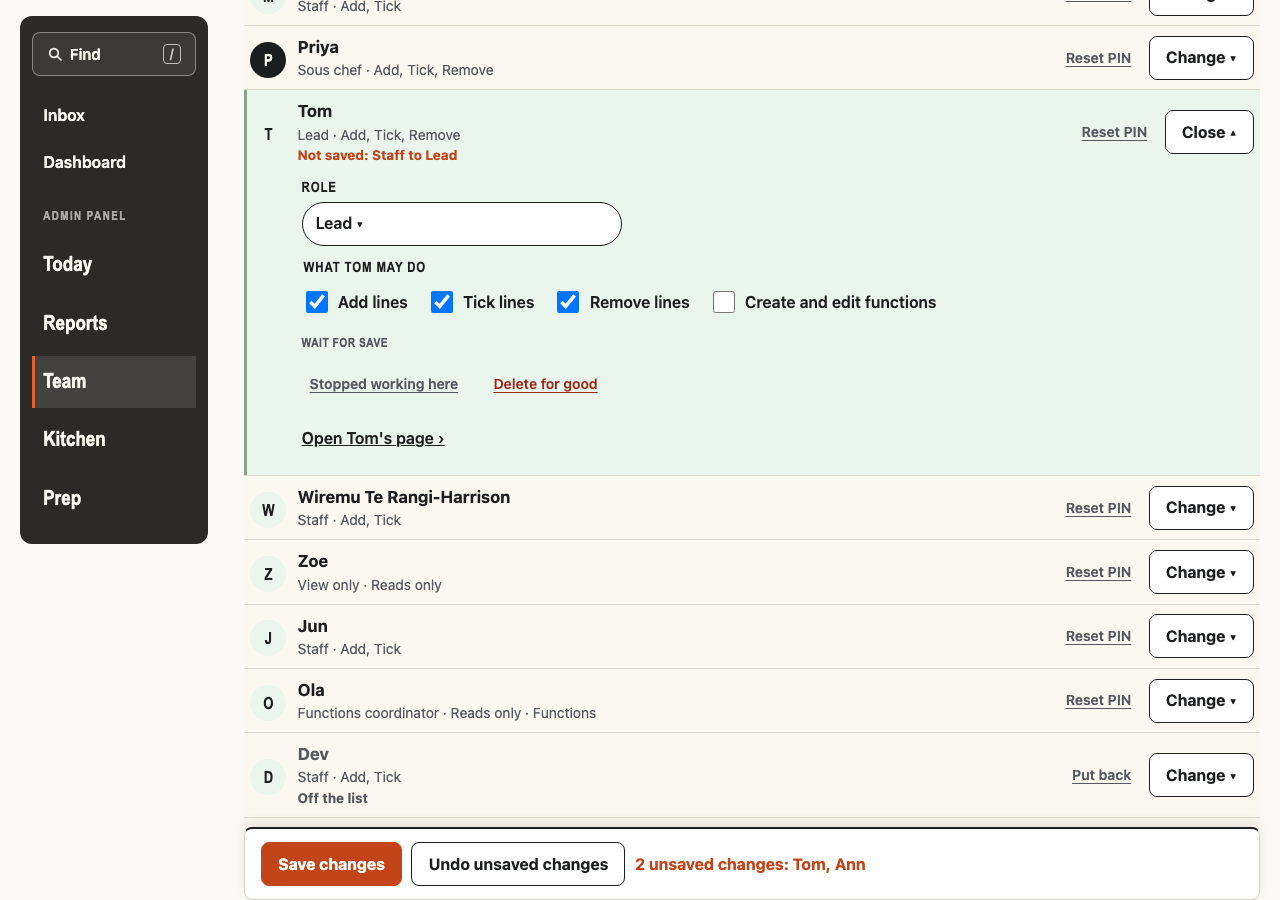 Staff · Add, Tick
Find /
Inbox
Dashboard
ADMIN PANEL
Today
Reports
Team
Kitchen
Prep
P
Priya
Sous chef · Add, Tick, Remove
Reset PIN
Change ▾
T
Tom
Lead · Add, Tick, Remove
Not saved: Staff to Lead
Reset PIN
Close ▴
ROLE
Lead ▾
WHAT TOM MAY DO
Add lines Tick lines Remove lines Create and edit functions
WAIT FOR SAVE
Stopped working here Delete for good
Open Tom's page ›
W
Wiremu Te Rangi-Harrison
Staff · Add, Tick
Reset PIN
Change ▾
Z
Zoe
View only · Reads only
Reset PIN
Change ▾
J
Jun
Staff · Add, Tick
Reset PIN
Change ▾
O
Ola
Functions coordinator · Reads only · Functions
Reset PIN
Change ▾
D
Dev
Staff · Add, Tick
Off the list
Put back
Change ▾
Save changes Undo unsaved changes 2 unsaved changes: Tom, Ann